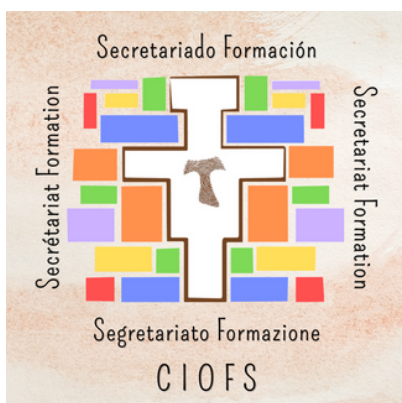 Secretariado Formación
Secrétariat Formation
Secretariat Formation
Segretariato Formazione
CIOFS